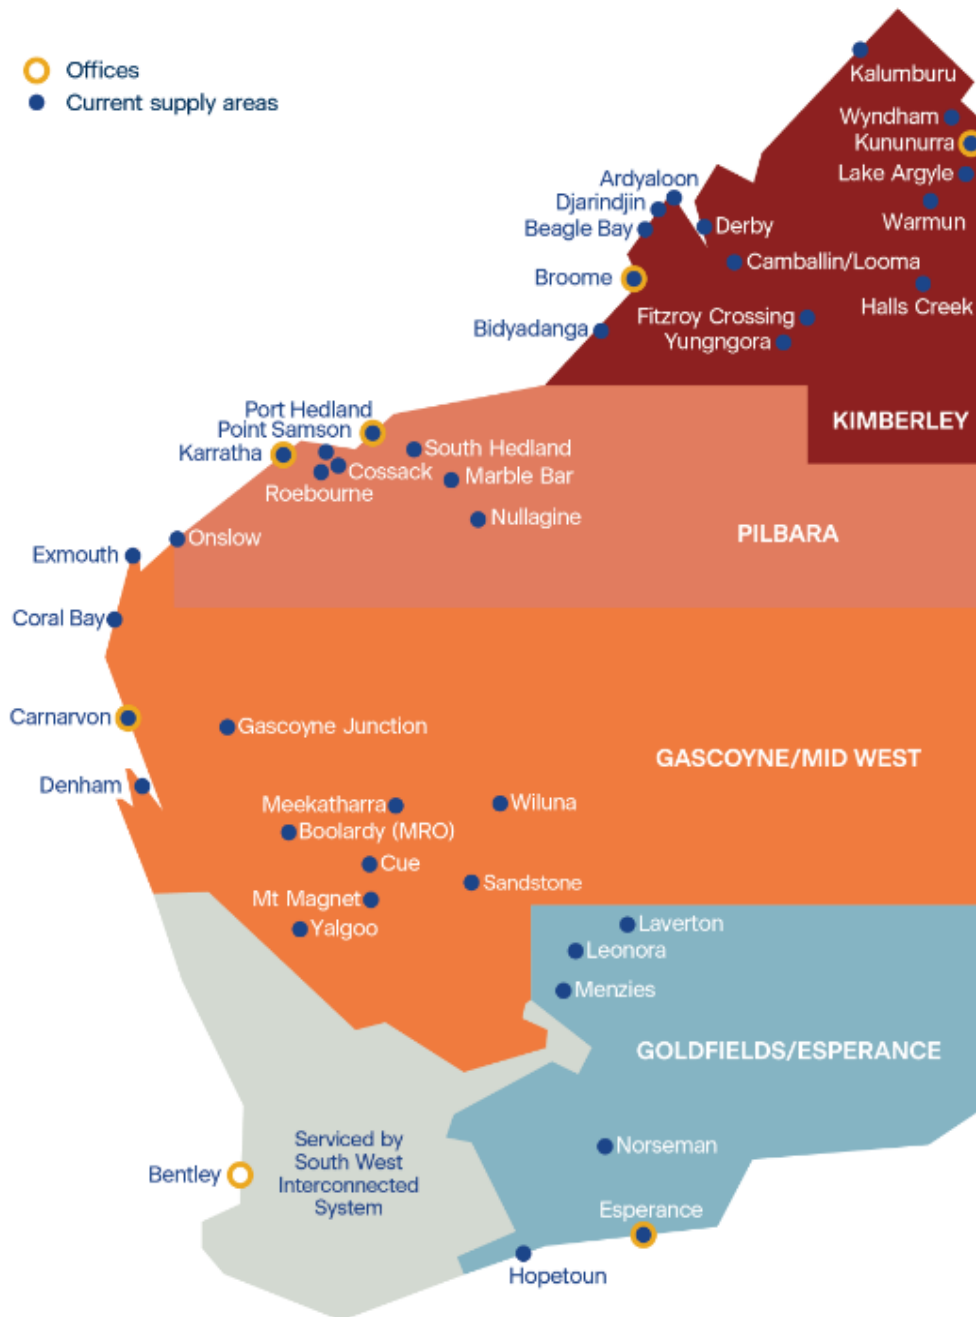 Offices
Current supply areas
Kalumburu
Wyndham
Kununurra
Lake Argyle
Warmun
Ardyaloon
Djarindjin
Beagle Bay
Derby
Camballin/Looma
Broome
Halls Creek
Fitzroy Crossing
Bidyadanga
Yungngora
KIMBERLEY
Port Hedland
Point Samson
Karratha
South Hedland
Cossack
Marble Bar
Roebourne
Nullagine
PILBARA
Onslow
Exmouth
Coral Bay
Carnarvon
Gascoyne Junction
GASCOYNE/MID WEST
Denham
Meekatharra
Wiluna
Boolardy (MRO)
Cue
Sandstone
Mt Magnet
Yalgoo
Laverton
Leonora
Menzies
GOLDFIELDS/ESPERANCE
Serviced by
South West
Interconnected
System
Norseman
Bentley
Esperance
Hopetoun